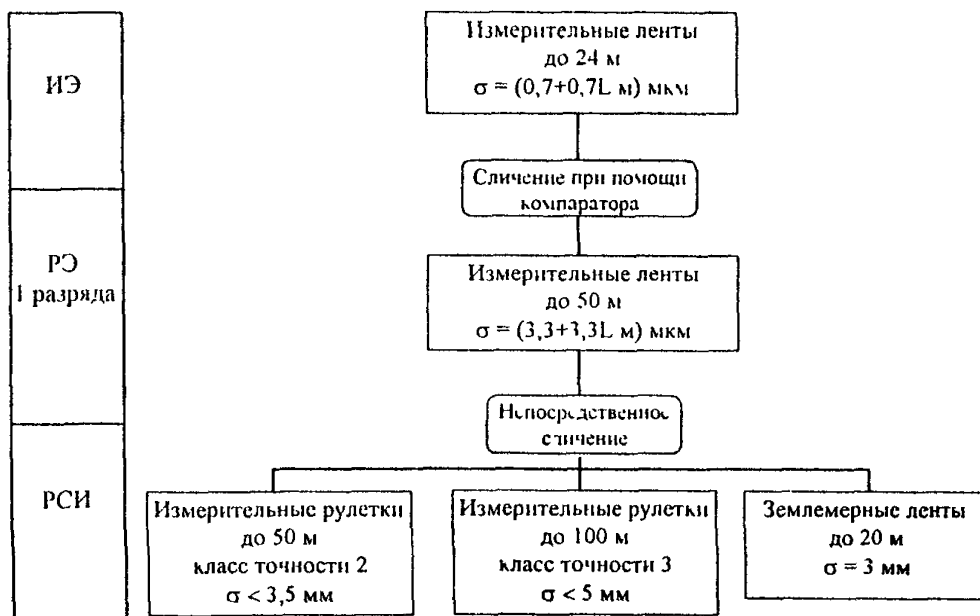 ИЭ
Измерительные ленты
до 24 м
σ = (0,7+0,7L м) мкм
Сличение при помощи
компаратора
РЭ
1 разряда
Измерительные ленты
до 50 м
σ = (3,3+3,3L м) мкм
Непосредственное
сличение
РСИ
Измерительные рулетки
до 50 м
класс точности 2
σ < 3,5 мм
Измерительные рулетки
до 100 м
класс точности 3
σ < 5 мм
Землемерные ленты
до 20 м
σ = 3 мм